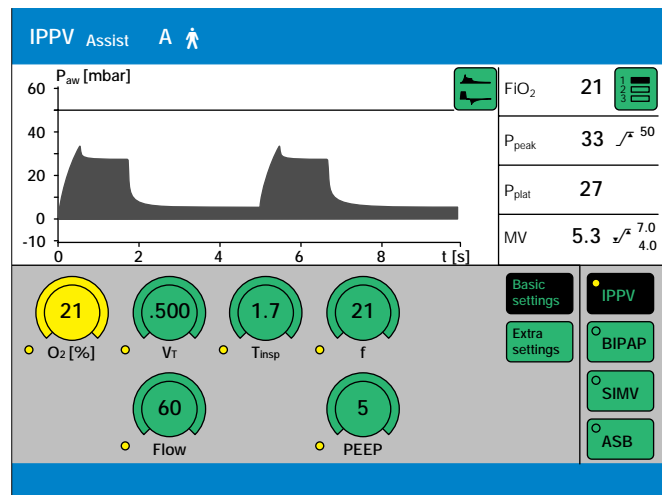 IPPV Assist A
Paw [mbar]
60
40
20
0
-10
0 2 4 6 8 t [s]
FiO2 21
1
2
3
Ppeak 33 50
Pplat 27
MV 5.3 7.0
4.0
21 .500 1.7 21
O2 [%] VT Tinsp f
60 5
Flow PEEP
Basic
settings
Extra
settings
IPPV
BIPAP
SIMV
ASB